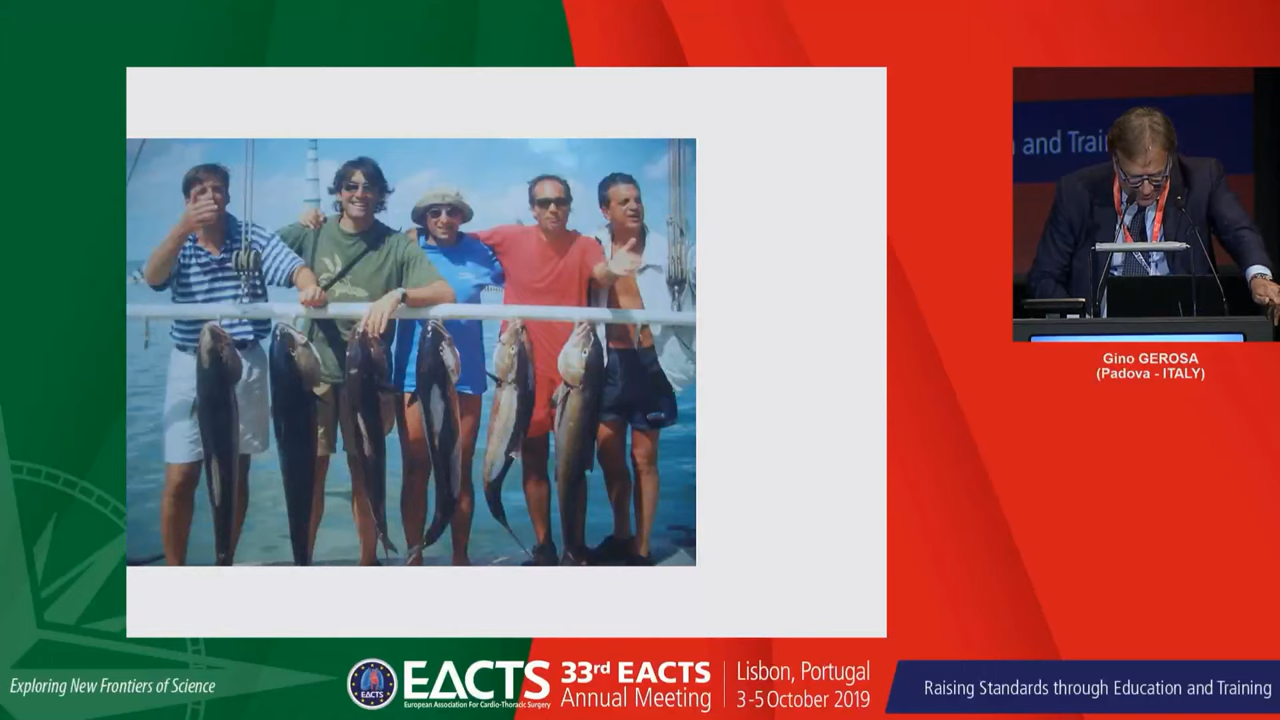 and Trai
Gino GEROSA
(Padova - ITALY)
Exploring New Frontiers of Science
EACTS
EACTS
European Association For Cardio-Thoracic Surgery
33rd EACTS
Annual Meeting
Lisbon, Portugal
3-5 October 2019
Raising Standards through Education and Training